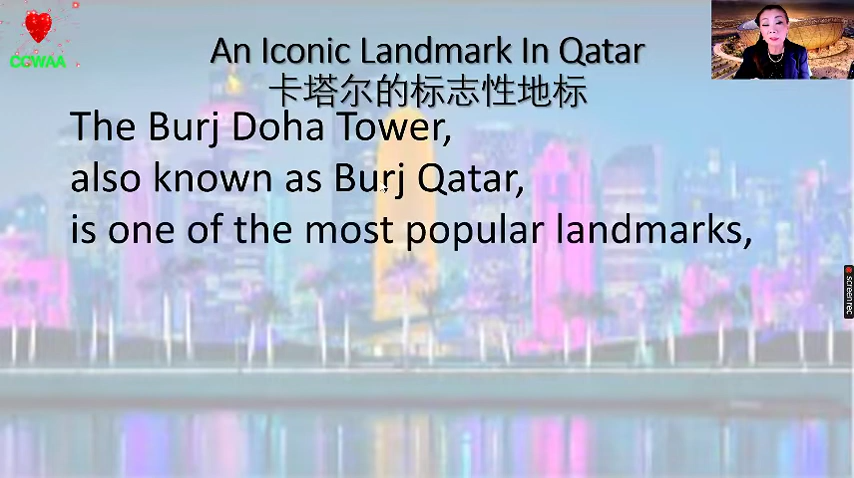 CCWAA
An Iconic Landmark In Qatar
卡塔尔的标志性地标
The Burj Doha Tower,
also known as Burj Qatar,
is one of the most popular landmarks,
screenrec